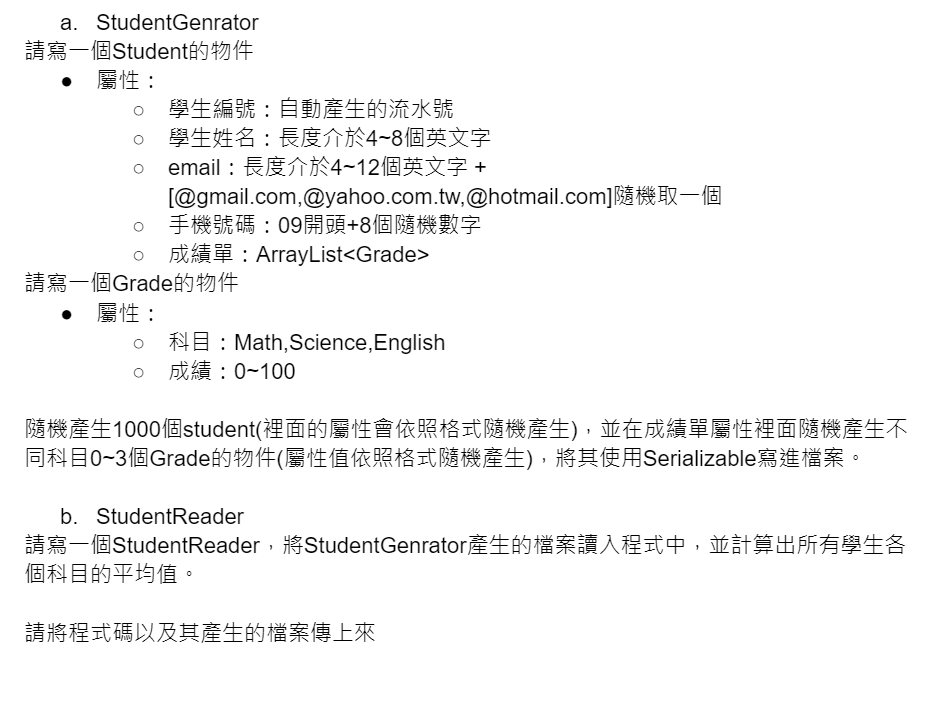 a. StudentGenrator
請寫一個Student的物件
● 屬性：
○ 學生編號：自動產生的流水號
○ 學生姓名：長度介於4~8個英文字
○ email：長度介於4~12個英文字 +
[@gmail.com,@yahoo.com.tw,@hotmail.com]隨機取一個
○ 手機號碼：09開頭+8個隨機數字
○ 成績單：ArrayList<Grade>
請寫一個Grade的物件
● 屬性：
○ 科目：Math,Science,English
○ 成績：0~100
隨機產生1000個student(裡面的屬性會依照格式隨機產生)，並在成績單屬性裡面隨機產生不
同科目0~3個Grade的物件(屬性值依照格式隨機產生)，將其使用Serializable寫進檔案。
b. StudentReader
請寫一個StudentReader，將StudentGenrator產生的檔案讀入程式中，並計算出所有學生各
個科目的平均值。
請將程式碼以及其產生的檔案傳上來